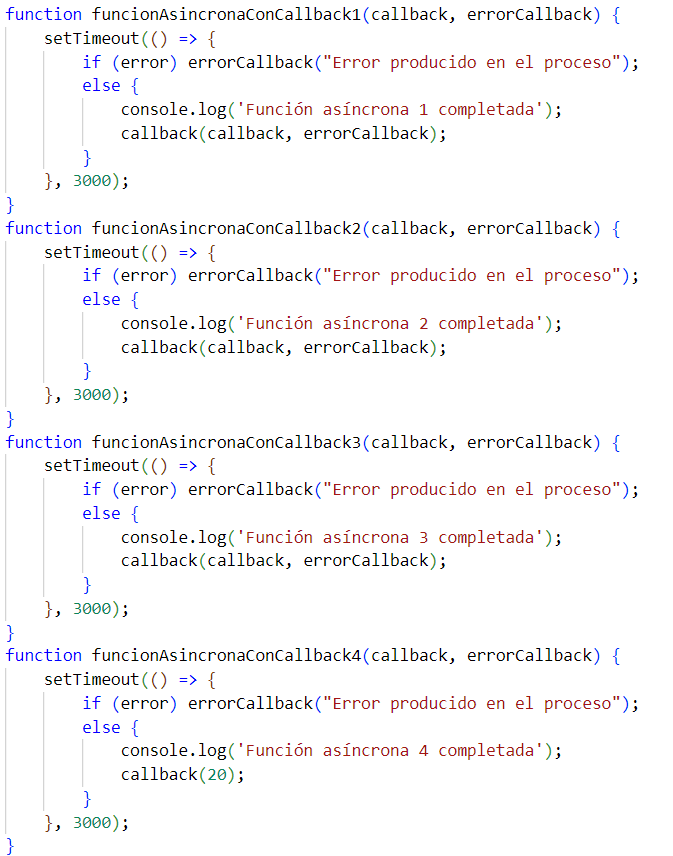 function funcionAsincronaConCallback1(callback, errorCallback) {
    setTimeout(() => {
        if (error) errorCallback("Error producido en el proceso");
        else {
            console.log('Función asíncrona 1 completada');
            callback(callback, errorCallback);
        }
    }, 3000);
}
function funcionAsincronaConCallback2(callback, errorCallback) {
    setTimeout(() => {
        if (error) errorCallback("Error producido en el proceso");
        else {
            console.log('Función asíncrona 2 completada');
            callback(callback, errorCallback);
        }
    }, 3000);
}
function funcionAsincronaConCallback3(callback, errorCallback) {
    setTimeout(() => {
        if (error) errorCallback("Error producido en el proceso");
        else {
            console.log('Función asíncrona 3 completada');
            callback(callback, errorCallback);
        }
    }, 3000);
}
function funcionAsincronaConCallback4(callback, errorCallback) {
    setTimeout(() => {
        if (error) errorCallback("Error producido en el proceso");
        else {
            console.log('Función asíncrona 4 completada');
            callback(20);
        }
    }, 3000);
}